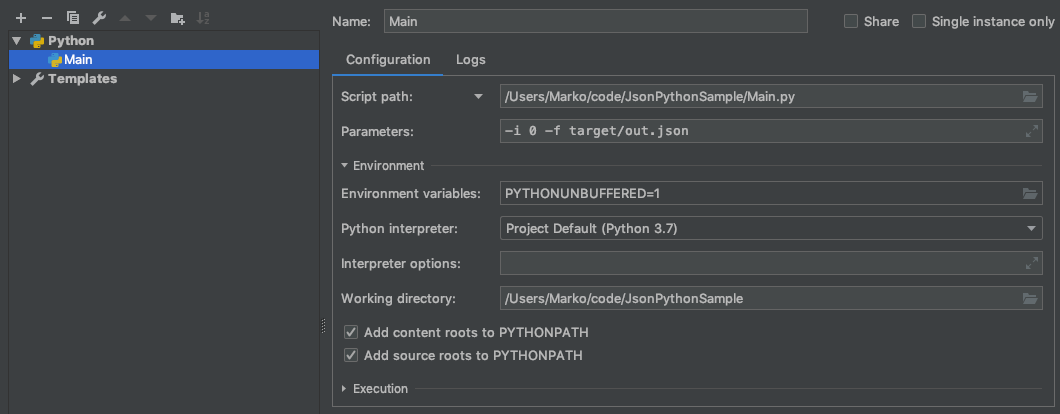 Name: Main Share Single instance only
Python
Main
Templates
Configuration Logs
Script path: /Users/Marko/code/JsonPythonSample/Main.py
Parameters: -i 0 -f target/out.json
Environment
Environment variables: PYTHONUNBUFFERED=1
Python interpreter: Project Default (Python 3.7)
Interpreter options:
Working directory: /Users/Marko/code/JsonPythonSample
Add content roots to PYTHONPATH
Add source roots to PYTHONPATH
Execution